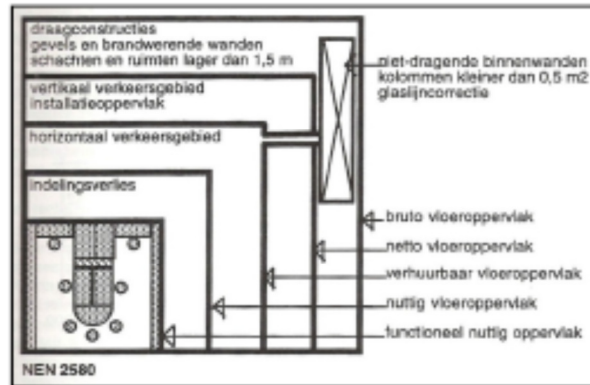 draagconstructies
gevels en brandwerende wanden
schachten en ruimten lager dan 1,5 m
niet-dragende binnenwanden
kolommen kleiner dan 0,5 m2
glaslijncorrectie
vertikaal verkeersgebied
installatieoppervlak
horizontaal verkeersgebied
indelingsverlies
bruto vloeroppervlak
netto vloeroppervlak
verhuurbaar vloeroppervlak
nuttig vloeroppervlak
functioneel nuttig oppervlak
NEN 2580